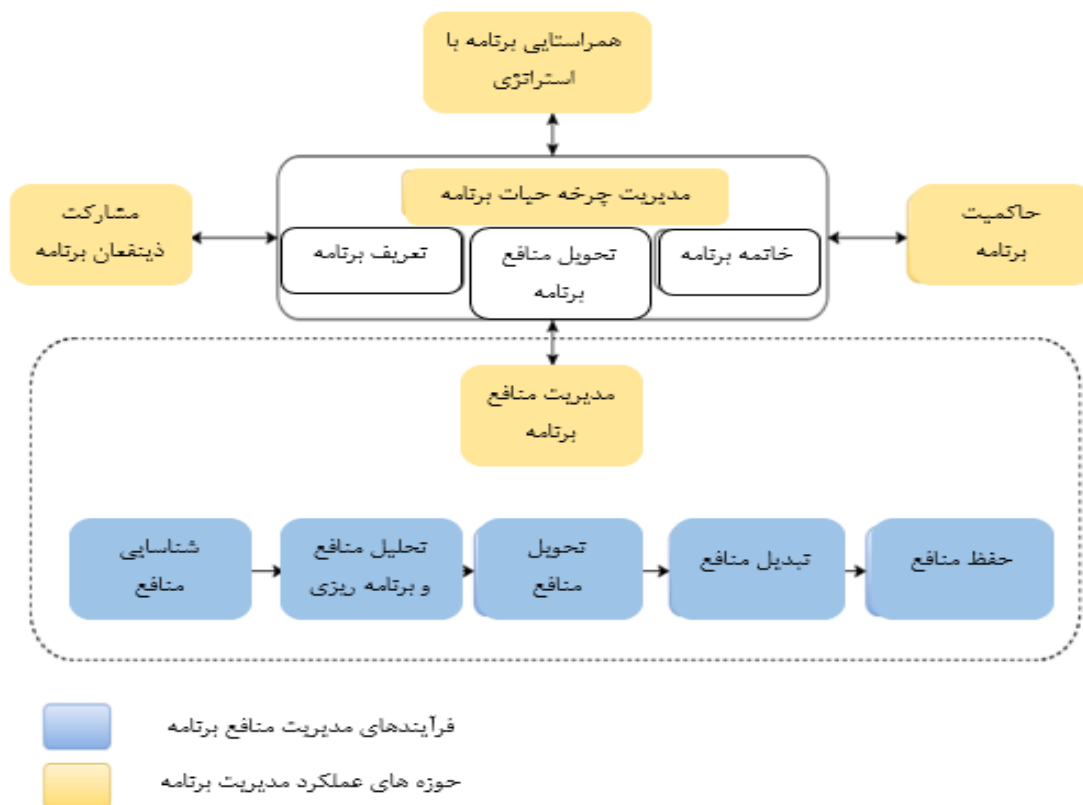 همراستایی برنامه با
استراتژی
مدیریت چرخه حیات برنامه
مشارکت
ذینفعان برنامه
حاکمیت
برنامه
تعریف برنامه
تحویل منافع
برنامه
خاتمه برنامه
مدیریت منافع
برنامه
شناسایی
منافع
تحلیل منافع
و برنامه ریزی
تحویل
منافع
تبدیل منافع
حفظ منافع
فرآیندهای مدیریت منافع برنامه
حوزه های عملکرد مدیریت برنامه